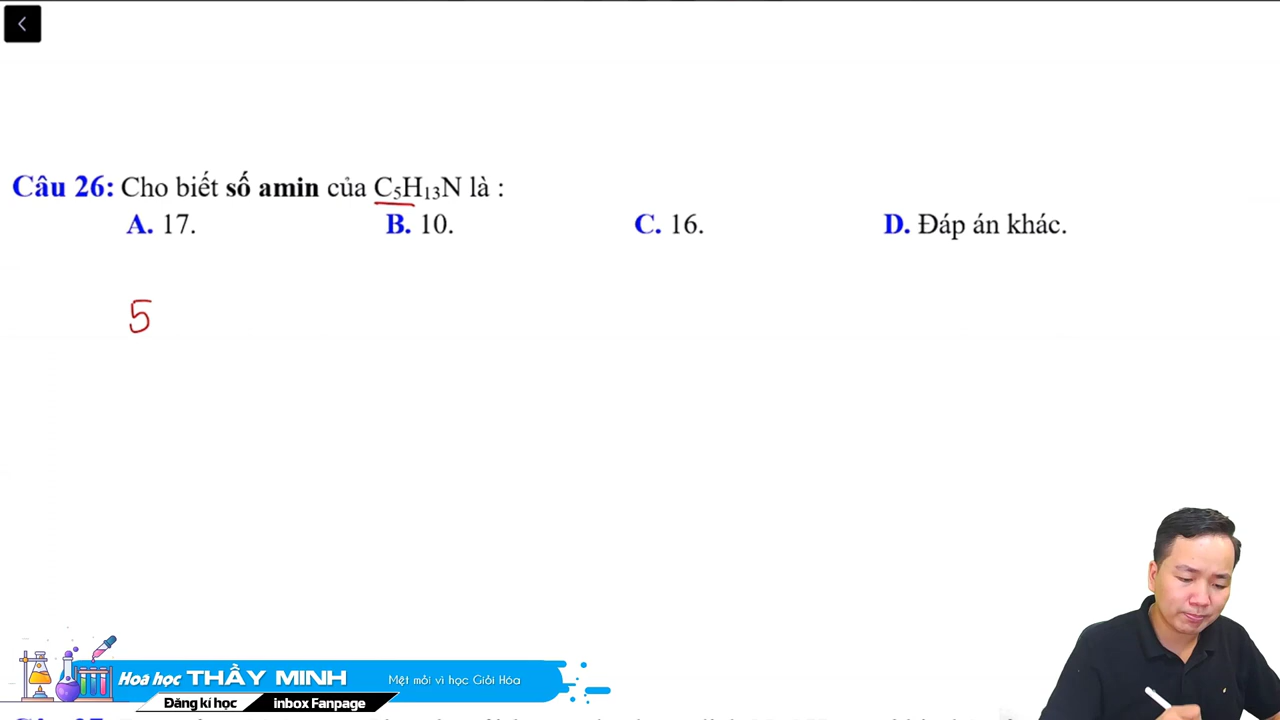 Câu 26: Cho biết số amin của C₅H₁₃N là :
A. 17. B. 10. C. 16. D. Đáp án khác.
5
Hoá học THẦY MINH Mệt mỏi vì học Giỏi Hóa
Đăng kí học inbox Fanpage